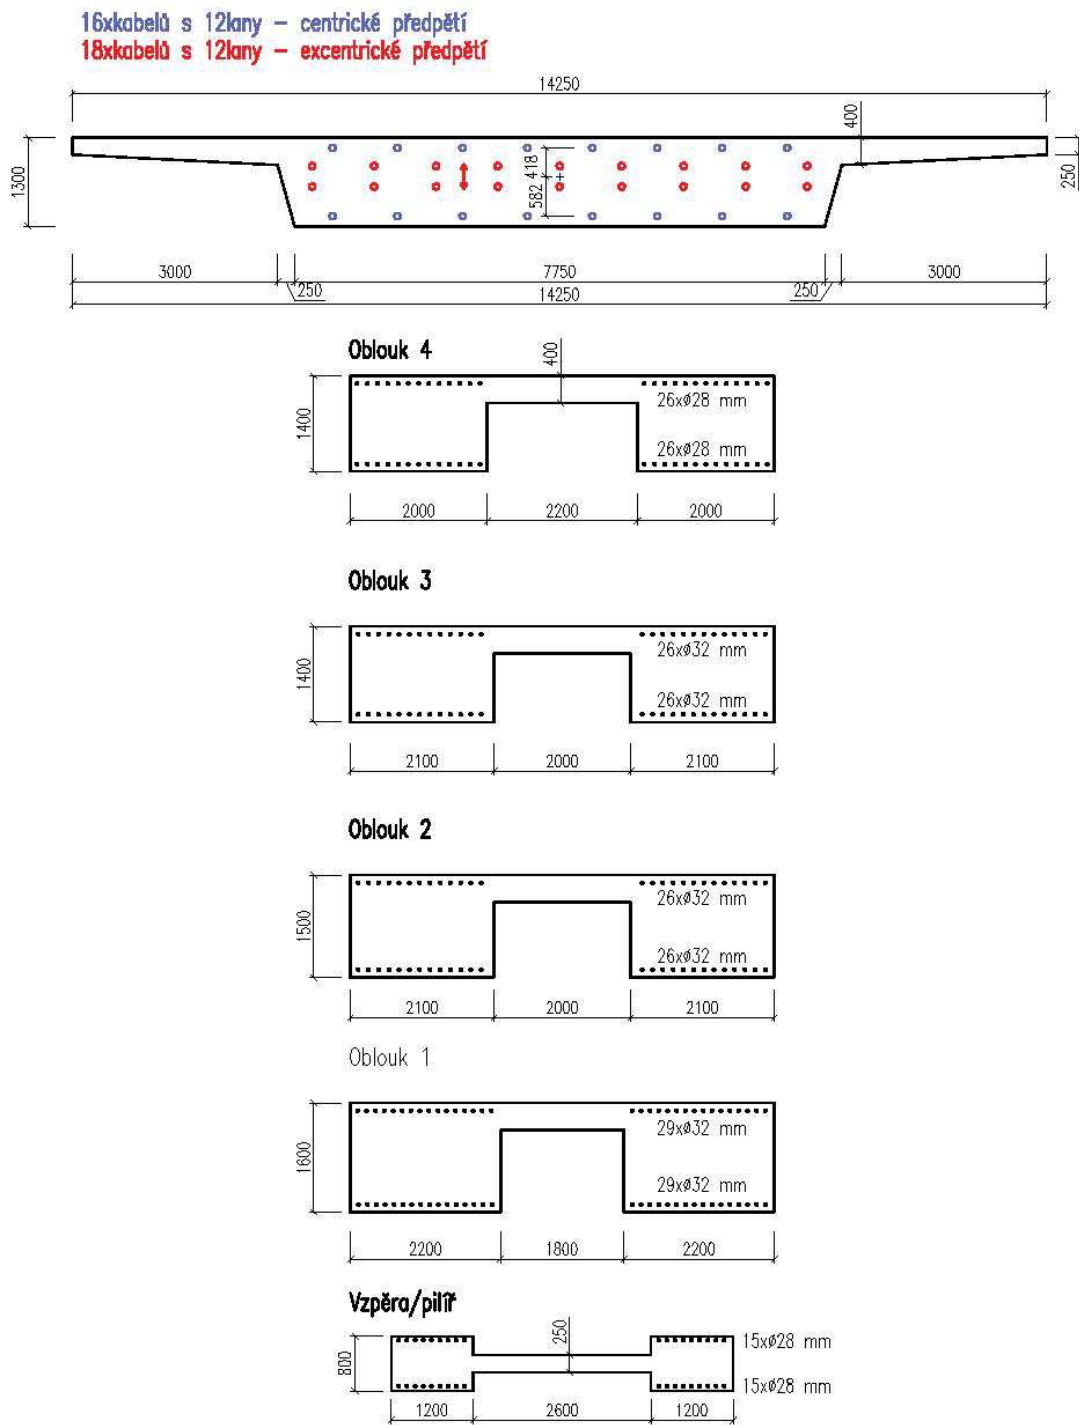 16xkabelů s 12lany – centrické předpětí
18xkabelů s 12lany – excentrické předpětí
14250
400
1300
418
582
250
3000
7750
3000
250
250
14250
Oblouk 4
400
1400
26xø28 mm
26xø28 mm
2000
2200
2000
Oblouk 3
1400
26xø32 mm
26xø32 mm
2100
2000
2100
Oblouk 2
1500
26xø32 mm
26xø32 mm
2100
2000
2100
Oblouk 1
1600
29xø32 mm
29xø32 mm
2200
1800
2200
Vzpěra/pilíř
250
800
15xø28 mm
15xø28 mm
1200
2600
1200